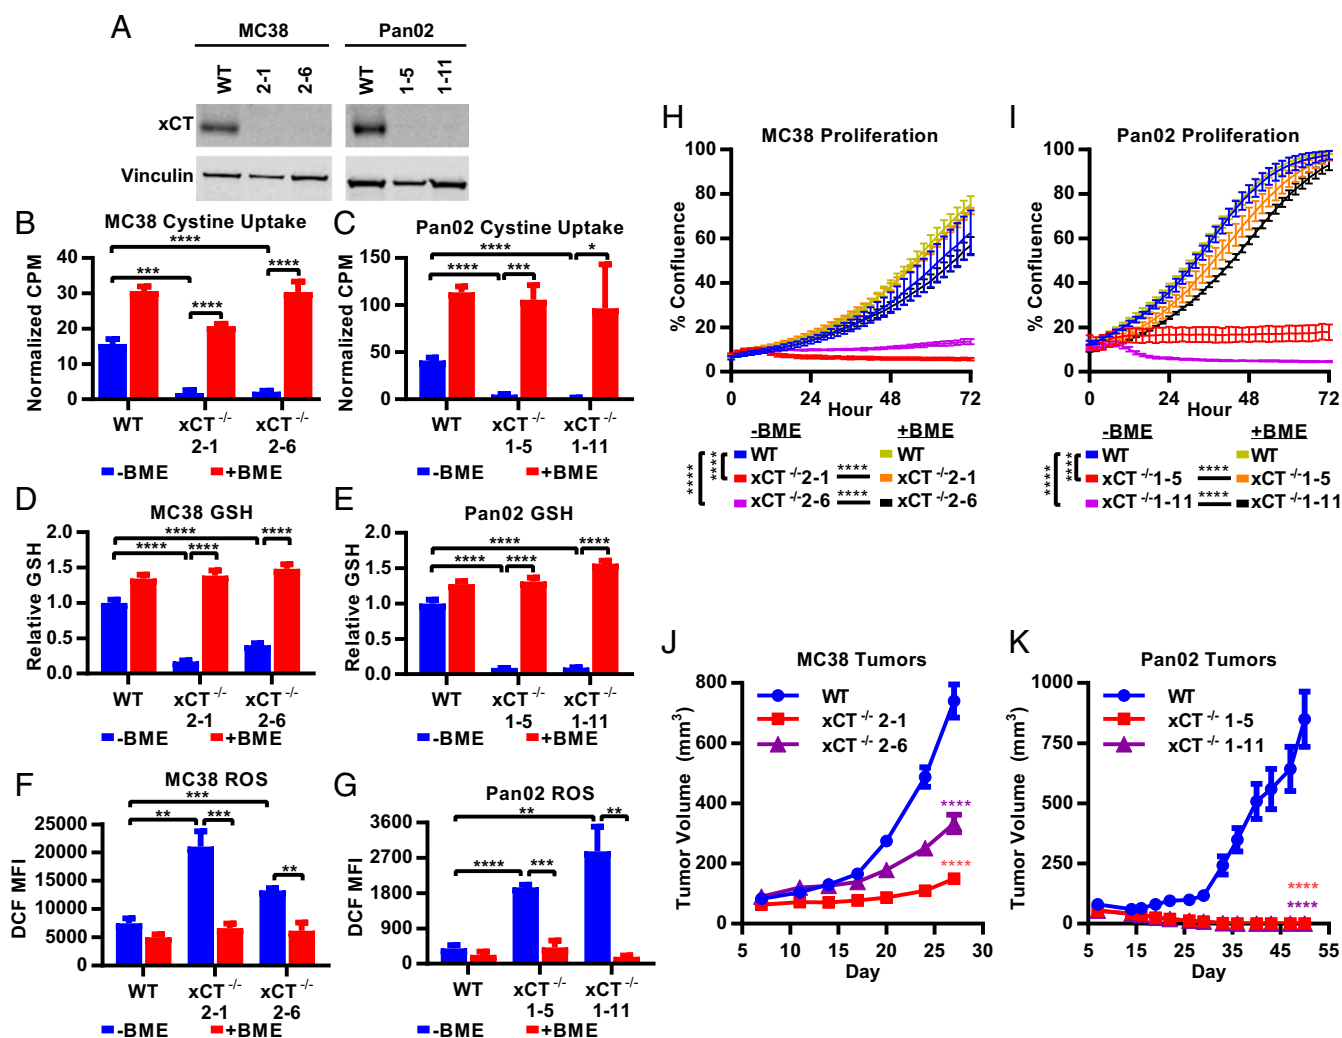 A
MC38
Pan02
WT
2-1
2-6
WT
1-5
1-11
xCT
Vinculin
B
MC38 Cystine Uptake
Normalized CPM
40
30
20
10
0
****
***
****
****
WT
xCT -/- 2-1
xCT -/- 2-6
-BME
+BME
C
Pan02 Cystine Uptake
Normalized CPM
150
100
50
0
****
*
****
***
WT
xCT -/- 1-5
xCT -/- 1-11
-BME
+BME
D
MC38 GSH
Relative GSH
2.0
1.5
1.0
0.5
0.0
****
****
****
****
WT
xCT -/- 2-1
xCT -/- 2-6
-BME
+BME
E
Pan02 GSH
Relative GSH
2.0
1.5
1.0
0.5
0.0
****
****
****
****
WT
xCT -/- 1-5
xCT -/- 1-11
-BME
+BME
F
MC38 ROS
DCF MFI
25000
20000
15000
10000
5000
0
***
**
***
**
WT
xCT -/- 2-1
xCT -/- 2-6
-BME
+BME
G
Pan02 ROS
DCF MFI
3600
2700
1800
900
0
**
**
****
***
WT
xCT -/- 1-5
xCT -/- 1-11
-BME
+BME
H
MC38 Proliferation
% Confluence
100
80
60
40
20
0
0 24 48 72
Hour
-BME +BME
WT WT
xCT -/- 2-1 **** xCT -/- 2-1
xCT -/- 2-6 **** xCT -/- 2-6
****
****
I
Pan02 Proliferation
% Confluence
100
80
60
40
20
0
0 24 48 72
Hour
-BME +BME
WT WT
xCT -/- 1-5 **** xCT -/- 1-5
xCT -/- 1-11 **** xCT -/- 1-11
****
****
J
MC38 Tumors
Tumor Volume (mm3)
800
600
400
200
0
WT
xCT -/- 2-1
xCT -/- 2-6
****
****
5 10 15 20 25 30
Day
K
Pan02 Tumors
Tumor Volume (mm3)
1000
750
500
250
0
WT
xCT -/- 1-5
xCT -/- 1-11
****
****
5 15 25 35 45 55
Day